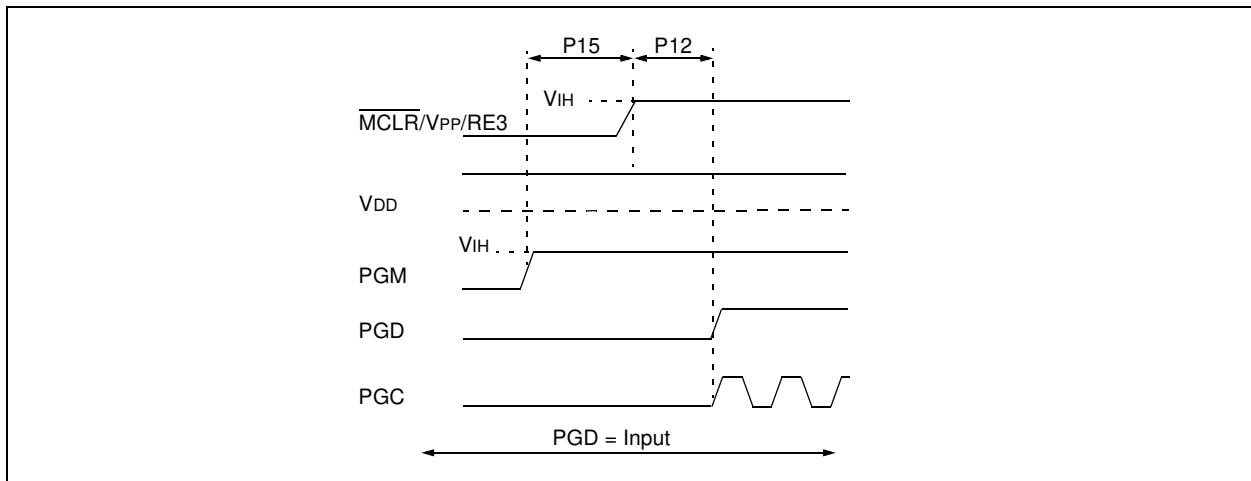 P15 P12
VIH
MCLR/VPP/RE3
VDD
VIH
PGM
PGD
PGC
PGD = Input